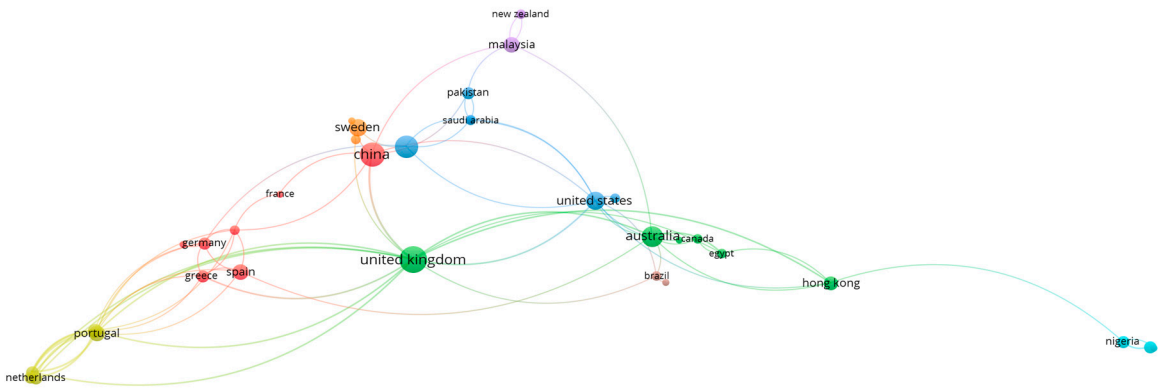 new zealand
malaysia
pakistan
saudi arabia
sweden
china
france
united states
germany
australia
canada
egypt
united kingdom
greece
spain
brazil
hong kong
portugal
nigeria
netherlands